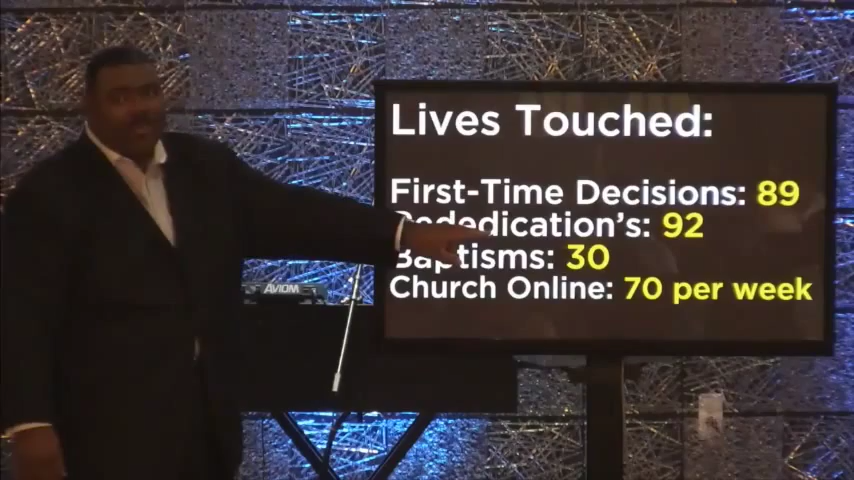 Lives Touched:
First-Time Decisions: 89
Rededication's: 92
Baptisms: 30
Church Online: 70 per week
AVIOM